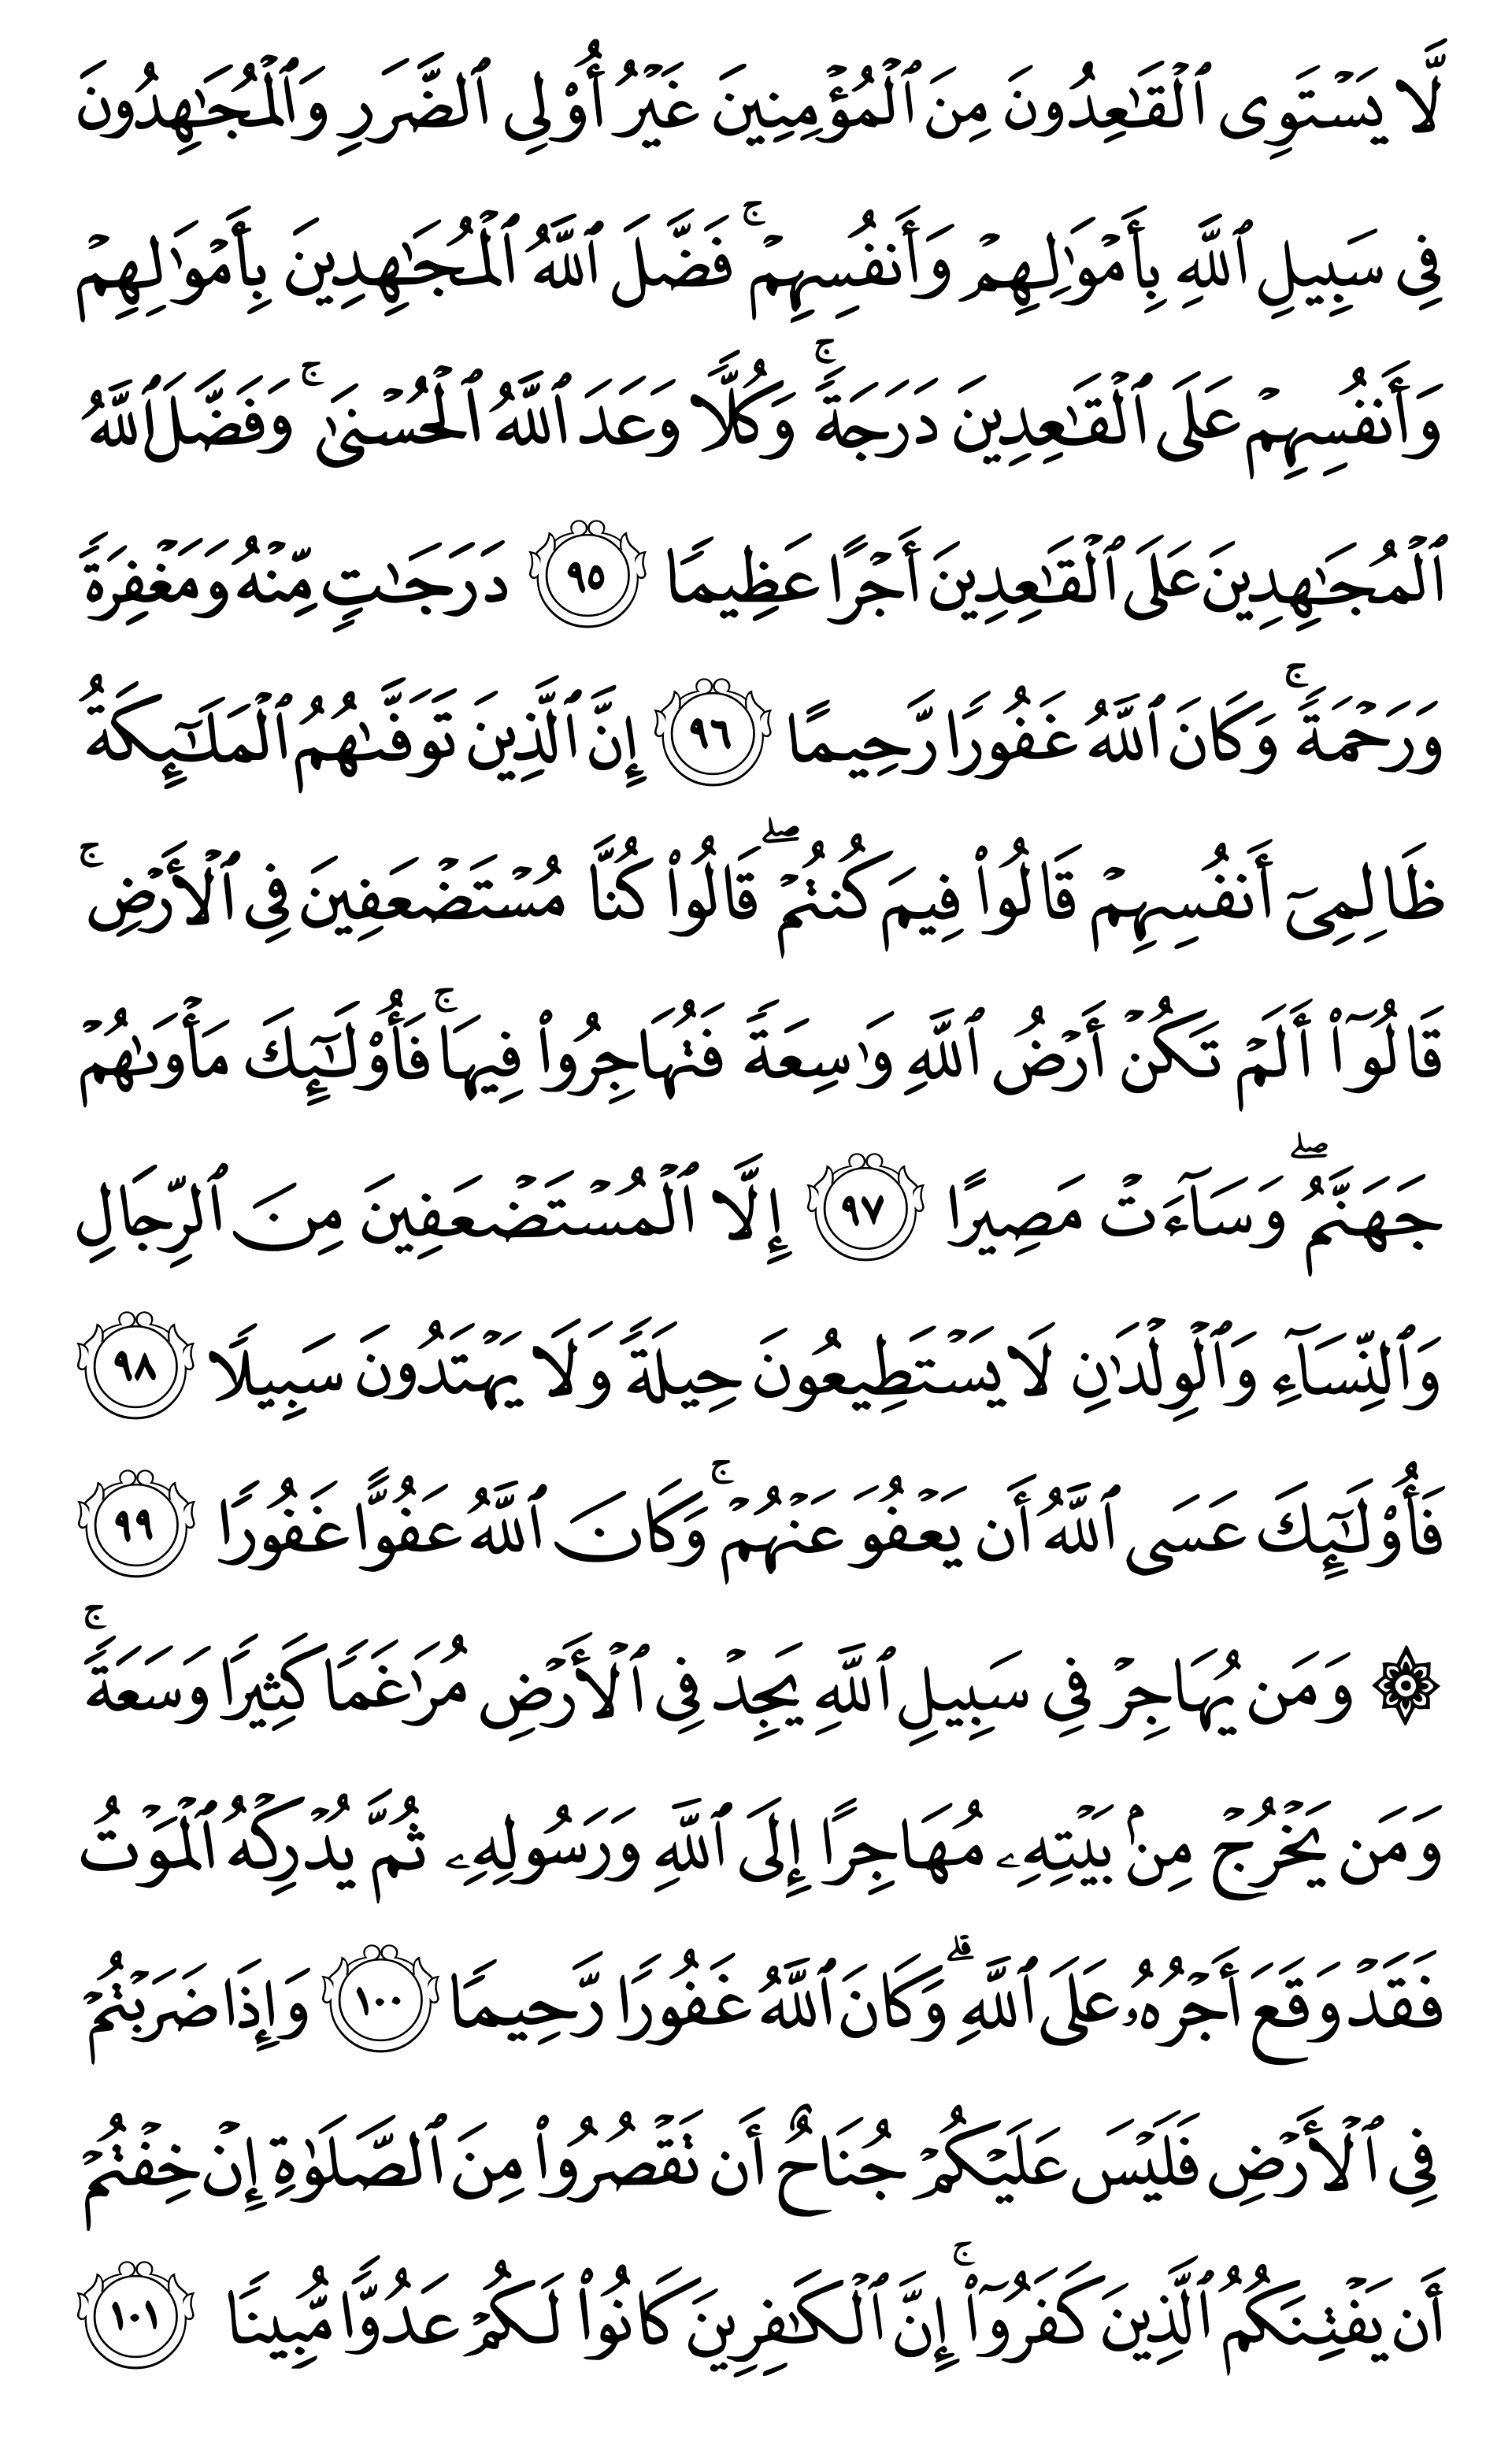 لَّا يَسۡتَوِى ٱلۡقَٰعِدُونَ مِنَ ٱلۡمُؤۡمِنِينَ غَيۡرُ أُوْلِى ٱلضَّرَرِ وَٱلۡمُجَٰهِدُونَ
فِى سَبِيلِ ٱللَّهِ بِأَمۡوَٰلِهِمۡ وَأَنفُسِهِمۡۚ فَضَّلَ ٱللَّهُ ٱلۡمُجَٰهِدِينَ بِأَمۡوَٰلِهِمۡ
وَأَنفُسِهِمۡ عَلَى ٱلۡقَٰعِدِينَ دَرَجَةًۚ وَكُلًّا وَعَدَ ٱللَّهُ ٱلۡحُسۡنَىٰۚ وَفَضَّلَ ٱللَّهُ
ٱلۡمُجَٰهِدِينَ عَلَى ٱلۡقَٰعِدِينَ أَجۡرًا عَظِيمًا ٩٥ دَرَجَٰتٍ مِّنۡهُ وَمَغۡفِرَةً
وَرَحۡمَةًۚ وَكَانَ ٱللَّهُ غَفُورًا رَّحِيمًا ٩٦ إِنَّ ٱلَّذِينَ تَوَفَّىٰهُمُ ٱلۡمَلَٰٓئِكَةُ
ظَالِمِىٓ أَنفُسِهِمۡ قَالُواْ فِيمَ كُنتُمۡۖ قَالُواْ كُنَّا مُسۡتَضۡعَفِينَ فِى ٱلۡأَرۡضِۚ
قَالُوٓاْ أَلَمۡ تَكُنۡ أَرۡضُ ٱللَّهِ وَٰسِعَةً فَتُهَاجِرُواْ فِيهَاۚ فَأُوْلَٰٓئِكَ مَأۡوَىٰهُمۡ
جَهَنَّمُۖ وَسَآءَتۡ مَصِيرًا ٩٧ إِلَّا ٱلۡمُسۡتَضۡعَفِينَ مِنَ ٱلرِّجَالِ
وَٱلنِّسَآءِ وَٱلۡوِلۡدَٰنِ لَا يَسۡتَطِيعُونَ حِيلَةً وَلَا يَهۡتَدُونَ سَبِيلًا ٩٨
فَأُوْلَٰٓئِكَ عَسَى ٱللَّهُ أَن يَعۡفُوَ عَنۡهُمۡۚ وَكَانَ ٱللَّهُ عَفُوًّا غَفُورًا ٩٩
۞ وَمَن يُهَاجِرۡ فِى سَبِيلِ ٱللَّهِ يَجِدۡ فِى ٱلۡأَرۡضِ مُرَٰغَمًا كَثِيرًا وَسَعَةًۚ
وَمَن يَخۡرُجۡ مِنۢ بَيۡتِهِۦ مُهَاجِرًا إِلَى ٱللَّهِ وَرَسُولِهِۦ ثُمَّ يُدۡرِكۡهُ ٱلۡمَوۡتُ
فَقَدۡ وَقَعَ أَجۡرُهُۥ عَلَى ٱللَّهِۗ وَكَانَ ٱللَّهُ غَفُورًا رَّحِيمًا ١٠٠ وَإِذَا ضَرَبۡتُمۡ
فِى ٱلۡأَرۡضِ فَلَيۡسَ عَلَيۡكُمۡ جُنَاحٌ أَن تَقۡصُرُواْ مِنَ ٱلصَّلَوٰةِ إِنۡ خِفۡتُمۡ
أَن يَفۡتِنَكُمُ ٱلَّذِينَ كَفَرُوٓاْۚ إِنَّ ٱلۡكَٰفِرِينَ كَانُواْ لَكُمۡ عَدُوًّا مُّبِينًا ١٠١